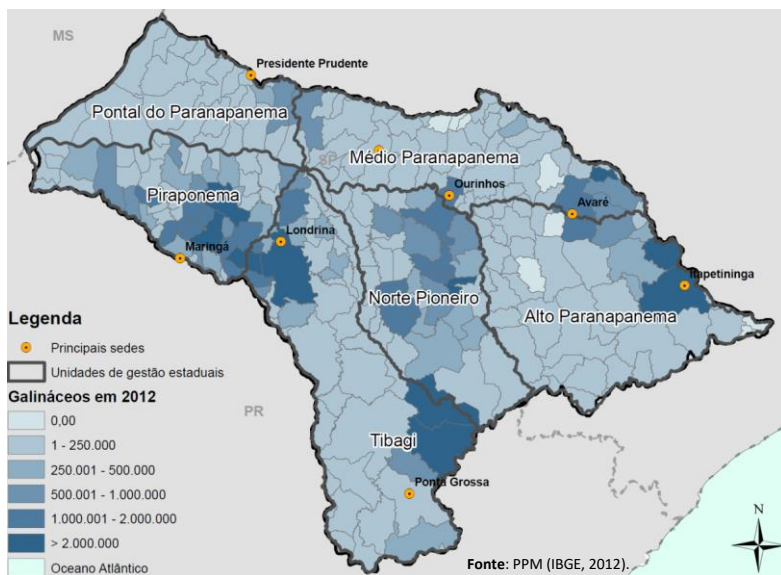 MS
Presidente Prudente
Pontal do Paranapanema
SP
Médio Paranapanema
Piraponema
Ourinhos
Avaré
Londrina
Maringá
Itapetininga
Norte Pioneiro
Alto Paranapanema
Legenda
Principais sedes
Unidades de gestão estaduais
Galináceos em 2012
0,00
1 - 250.000
250.001 - 500.000
500.001 - 1.000.000
1.000.001 - 2.000.000
> 2.000.000
Oceano Atlântico
PR
Tibagi
Ponta Grossa
N
Fonte: PPM (IBGE, 2012).